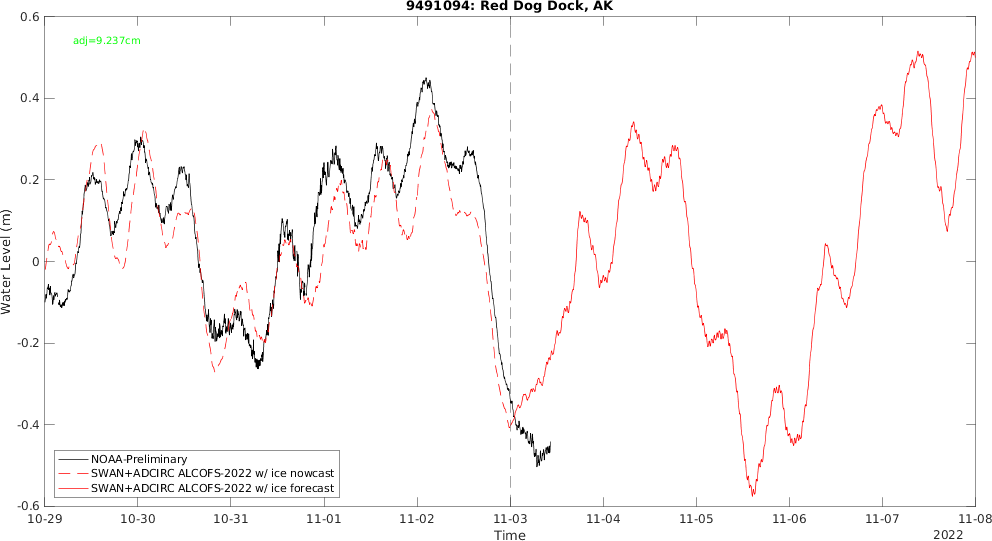 9491094: Red Dog Dock, AK
adj=9.237cm
Water Level (m)
0.6
0.4
0.2
0
-0.2
-0.4
-0.6
NOAA-Preliminary
SWAN+ADCIRC ALCOFS-2022 w/ ice nowcast
SWAN+ADCIRC ALCOFS-2022 w/ ice forecast
10-29 10-30 10-31 11-01 11-02 11-03 11-04 11-05 11-06 11-07 11-08
Time
2022